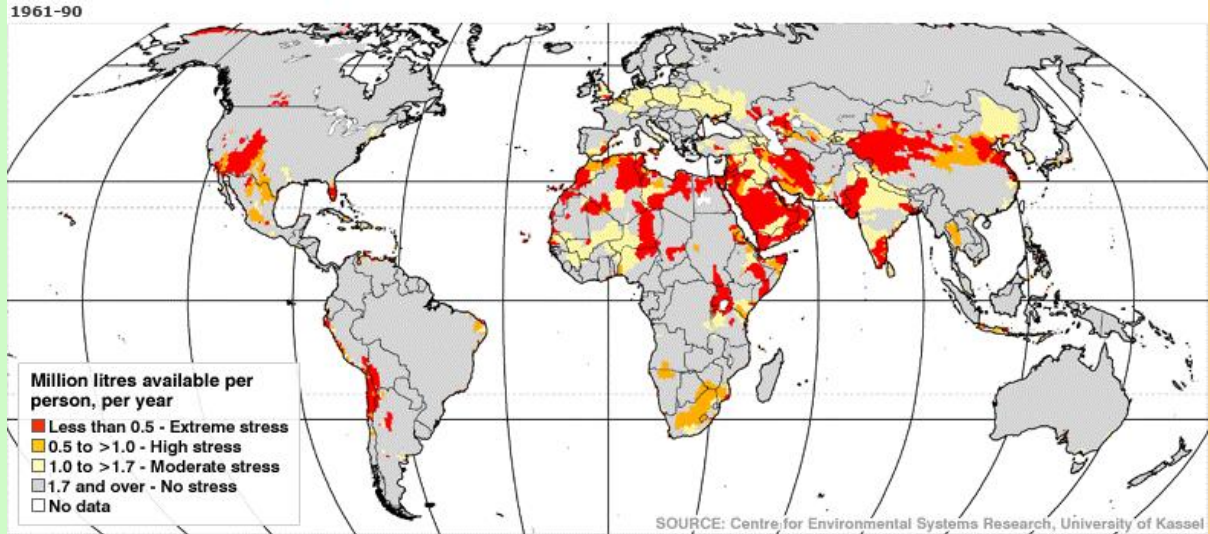 1961-90
Million litres available per
person, per year
Less than 0.5 - Extreme stress
0.5 to >1.0 - High stress
1.0 to >1.7 - Moderate stress
1.7 and over - No stress
No data
SOURCE: Centre for Environmental Systems Research, University of Kassel